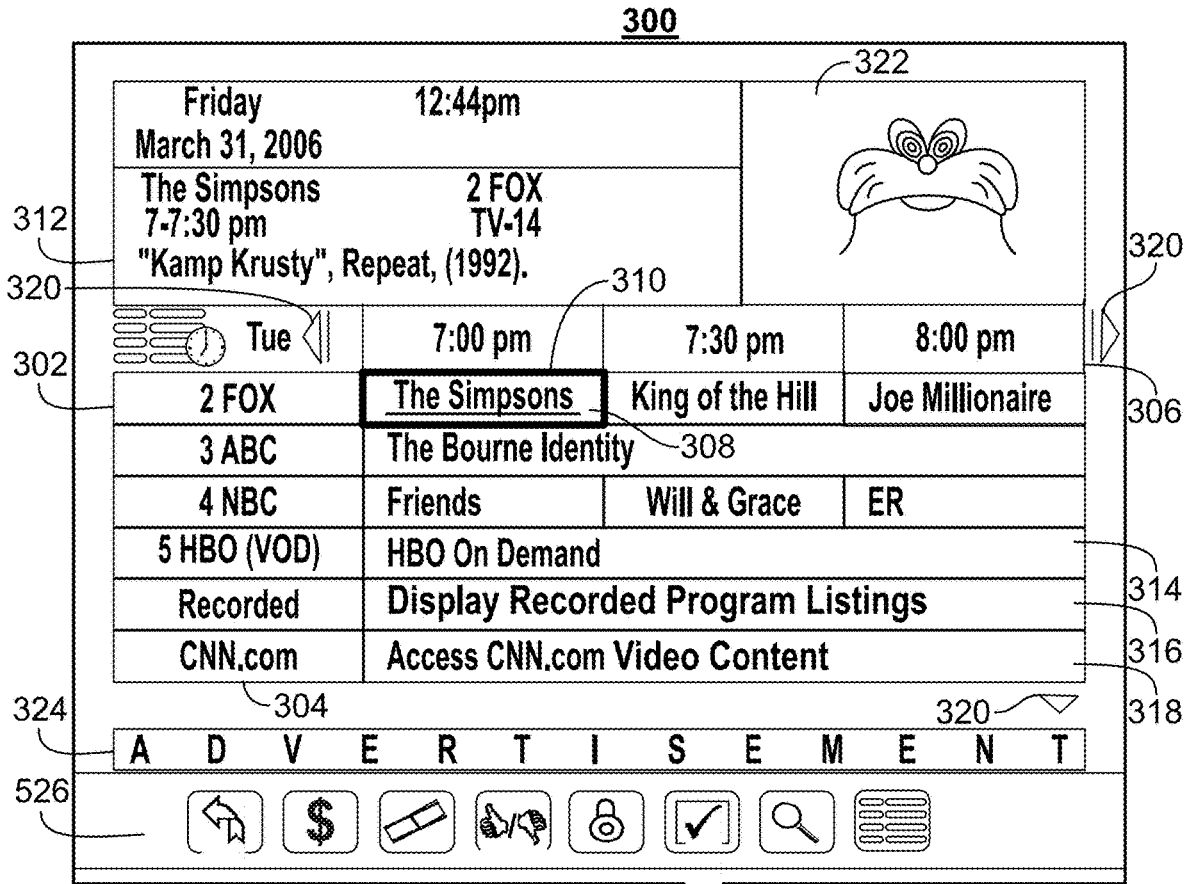 300
322
Friday 12:44pm
March 31, 2006
The Simpsons 2 FOX
7-7:30 pm TV-14
"Kamp Krusty", Repeat, (1992).
312
320
310
320
Tue 7:00 pm 7:30 pm 8:00 pm
302
306
2 FOX The Simpsons King of the Hill Joe Millionaire
3 ABC The Bourne Identity 308
4 NBC Friends Will & Grace ER
5 HBO (VOD) HBO On Demand
314
Recorded Display Recorded Program Listings
316
CNN.com Access CNN.com Video Content
318
304
320
324
A D V E R T I S E M E N T
526
$
/